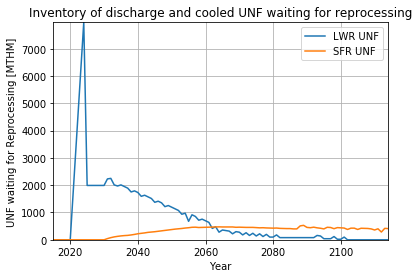 Inventory of discharge and cooled UNF waiting for reprocessing
UNF waiting for Reprocessing [MTHM]
7000
6000
5000
4000
3000
2000
1000
0
LWR UNF
SFR UNF
2020
2040
2060
2080
2100
Year